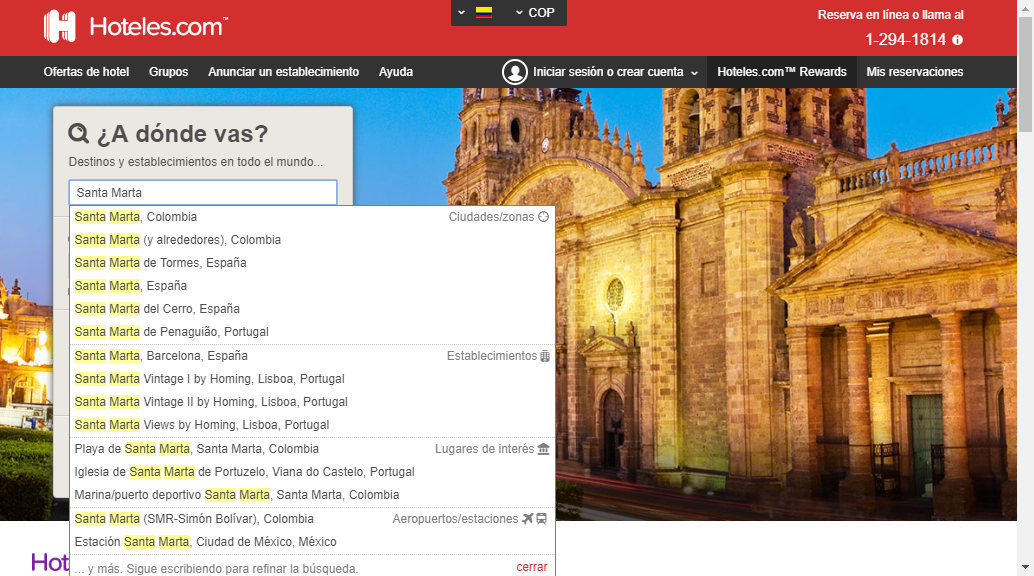 Hoteles.com™
COP
Reserva en línea o llama al
1-294-1814
Ofertas de hotel Grupos Anunciar un establecimiento Ayuda Iniciar sesión o crear cuenta Hoteles.com™ Rewards Mis reservaciones
¿A dónde vas?
Destinos y establecimientos en todo el mundo...
Santa Marta
Santa Marta, Colombia Ciudades/zonas
Santa Marta (y alrededores), Colombia
Santa Marta de Tormes, España
Santa Marta, España
Santa Marta del Cerro, España
Santa Marta de Penaguião, Portugal
Santa Marta, Barcelona, España Establecimientos
Santa Marta Vintage I by Homing, Lisboa, Portugal
Santa Marta Vintage II by Homing, Lisboa, Portugal
Santa Marta Views by Homing, Lisboa, Portugal
Playa de Santa Marta, Santa Marta, Colombia Lugares de interés
Iglesia de Santa Marta de Portuzelo, Viana do Castelo, Portugal
Marina/puerto deportivo Santa Marta, Santa Marta, Colombia
Santa Marta (SMR-Simón Bolívar), Colombia Aeropuertos/estaciones
Estación Santa Marta, Ciudad de México, México
Hot
... y más. Sigue escribiendo para refinar la búsqueda. cerrar